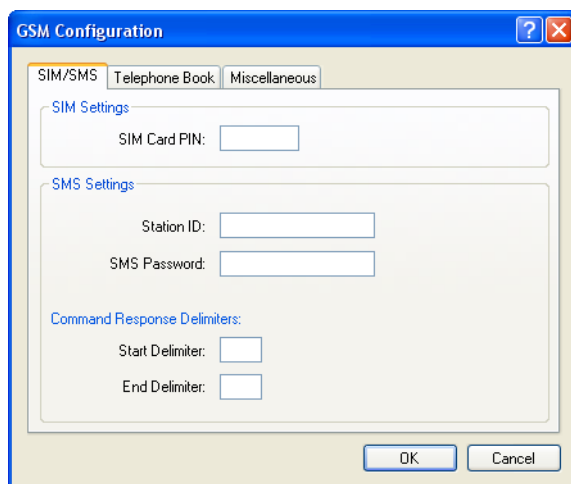 GSM Configuration
?
SIM/SMS Telephone Book Miscellaneous
SIM Settings
SIM Card PIN:
SMS Settings
Station ID:
SMS Password:
Command Response Delimiters:
Start Delimiter:
End Delimiter:
OK Cancel